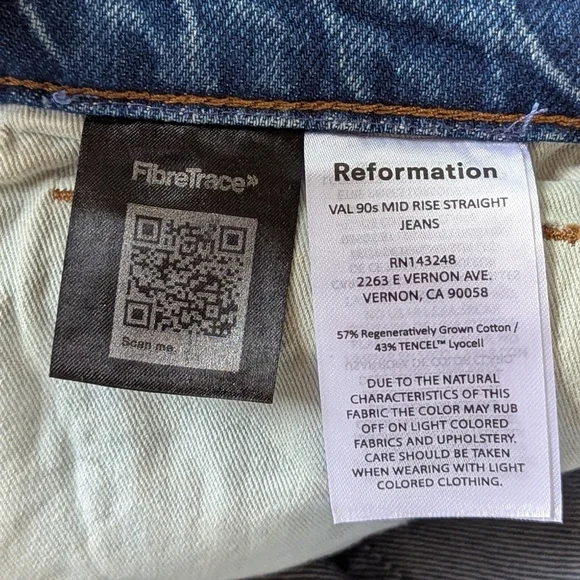 FibreTrace»
Scan me.
Reformation
VAL 90s MID RISE STRAIGHT
JEANS
RN143248
2263 E VERNON AVE.
VERNON, CA 90058
57% Regeneratively Grown Cotton /
43% TENCEL™ Lyocell
DUE TO THE NATURAL
CHARACTERISTICS OF THIS
FABRIC THE COLOR MAY RUB
OFF ON LIGHT COLORED
FABRICS AND UPHOLSTERY.
CARE SHOULD BE TAKEN
WHEN WEARING WITH LIGHT
COLORED CLOTHING.